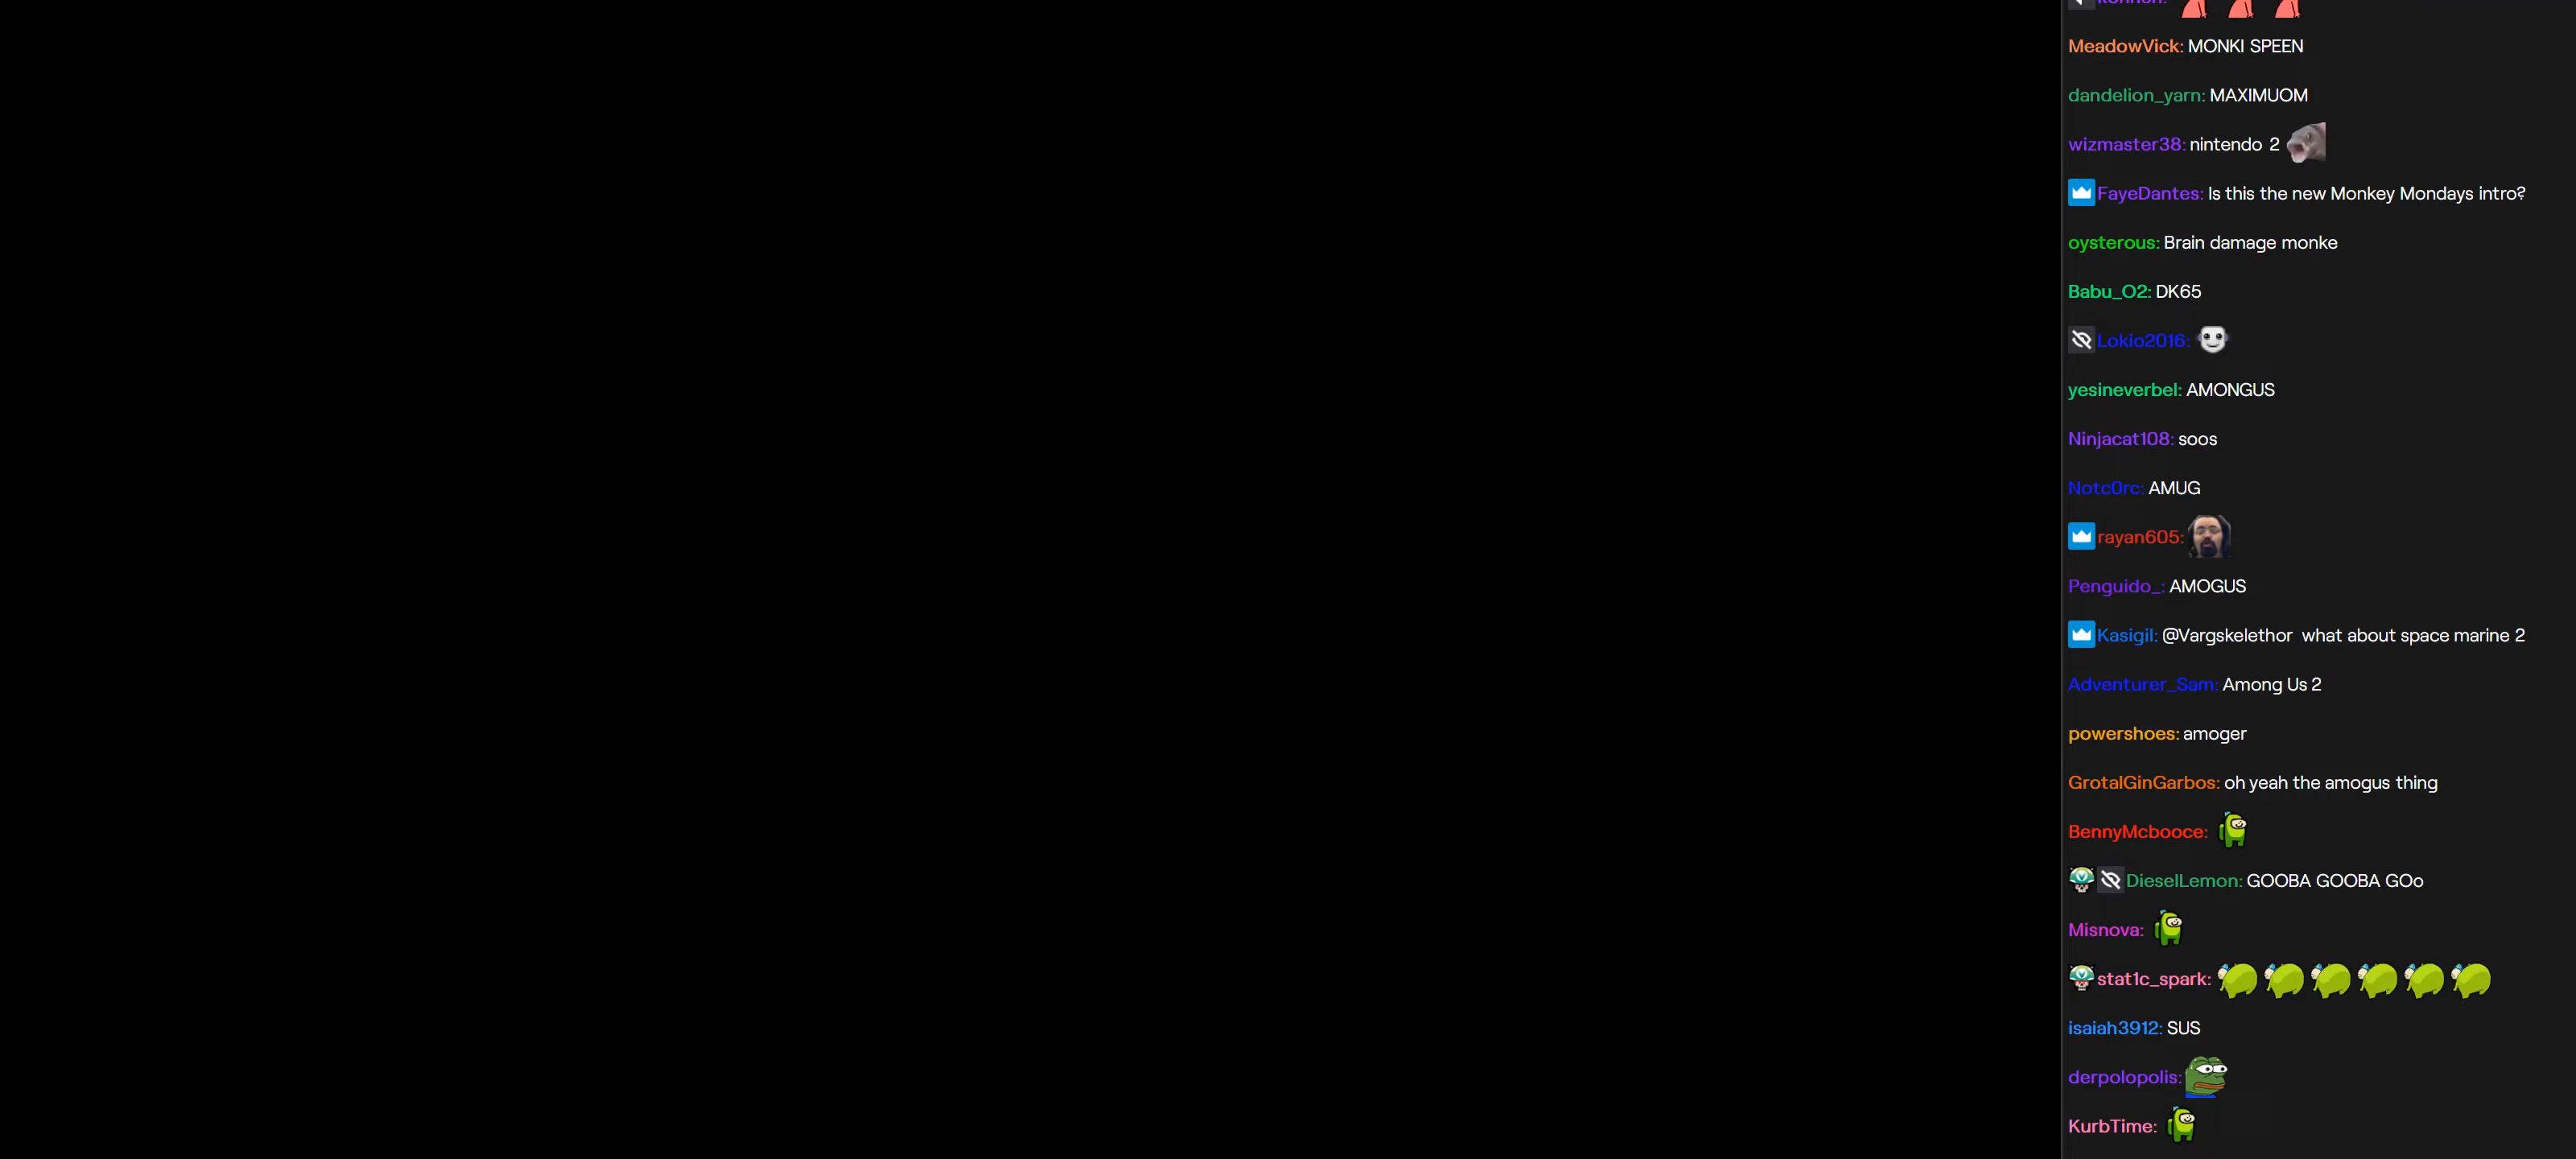 MeadowVick: MONKI SPEEN
dandelion_yarn: MAXIMUOM
wizmaster38: nintendo 2
FayeDantes: Is this the new Monkey Mondays intro?
oysterous: Brain damage monke
Babu_O2: DK65
Lokio2016:
yesineverbel: AMONGUS
Ninjacat108: soos
Notc0rc: AMUG
rayan605:
Penguido_: AMOGUS
Kasigil: @Vargskelethor what about space marine 2
Adventurer_Sam: Among Us 2
powershoes: amoger
GrotalGinGarbos: oh yeah the amogus thing
BennyMcbooce:
DieselLemon: GOOBA GOOBA GOo
Misnova:
stat1c_spark:
isaiah3912: SUS
derpolopolis:
KurbTime: